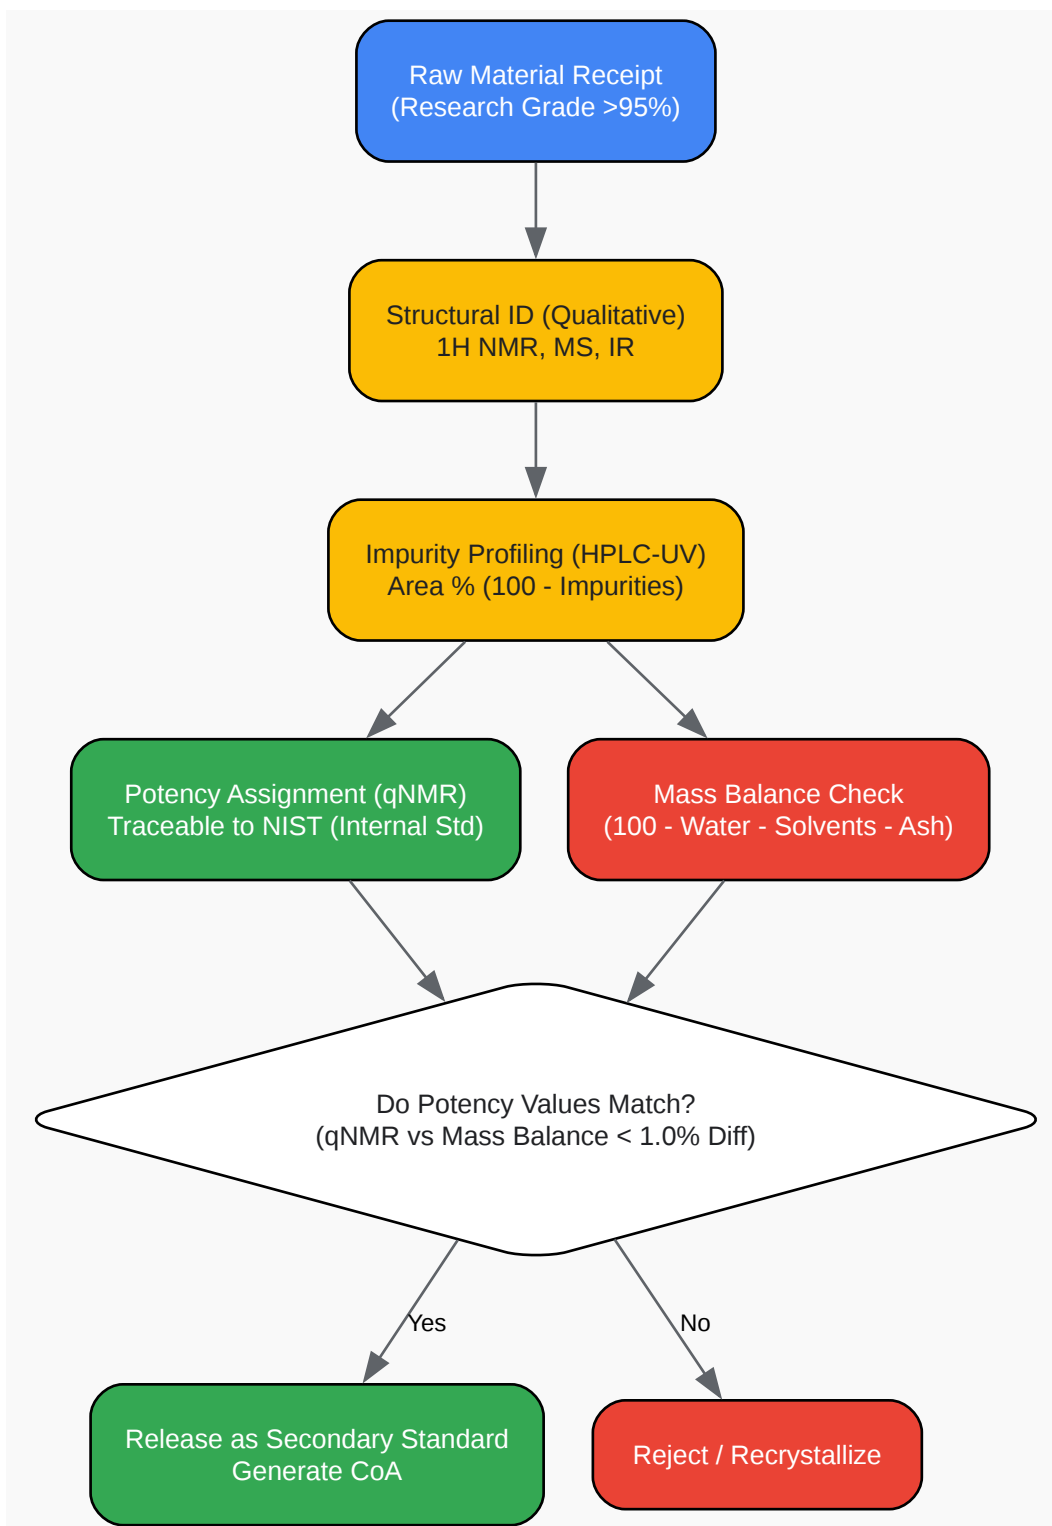 Raw Material Receipt
(Research Grade >95%)
Structural ID (Qualitative)
1H NMR, MS, IR
Impurity Profiling (HPLC-UV)
Area % (100 - Impurities)
Potency Assignment (qNMR)
Traceable to NIST (Internal Std)
Mass Balance Check
(100 - Water - Solvents - Ash)
Do Potency Values Match?
(qNMR vs Mass Balance < 1.0% Diff)
Yes
No
Release as Secondary Standard
Generate CoA
Reject / Recrystallize